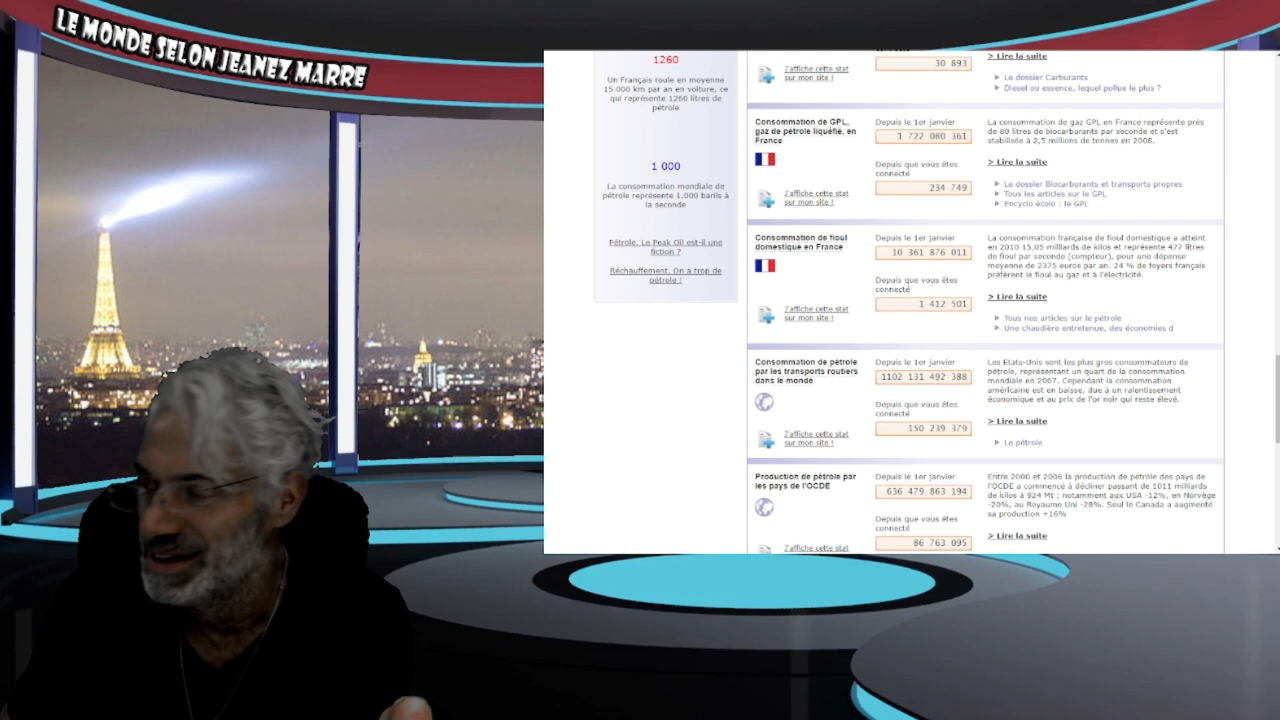 LE MONDE SELON JEANEZ MARRE
1260
Un Français roule en moyenne
15 000 km par an en voiture, ce
qui représente 1260 litres de
pétrole
1 000
La consommation mondiale de
pétrole représente 1.000 barils à
la seconde
Pétrole. Le Peak Oil est-il une
fiction ?
Réchauffement. On a trop de
pétrole !
J'affiche cette stat
sur mon site !
30 893
> Lire la suite
Le dossier Carburants
Diesel ou essence, lequel pollue le plus ?
Consommation de GPL,
gaz de pétrole liquéfié, en
France
J'affiche cette stat
sur mon site !
Depuis le 1er janvier
1 722 080 361
Depuis que vous êtes
connecté
234 749
La consommation de gaz GPL en France représente près
de 80 litres de biocarburants par seconde et s'est
stabilisée à 2,5 millions de tonnes en 2008.
> Lire la suite
Le dossier Biocarburants et transports propres
Tous les articles sur le GPL
Encyclo écolo : le GPL
Consommation de fioul
domestique en France
J'affiche cette stat
sur mon site !
Depuis le 1er janvier
10 361 876 011
Depuis que vous êtes
connecté
1 412 501
La consommation française de fioul domestique a atteint
en 2010 15,05 milliards de kilos et représente 477 litres
de fioul par seconde (compteur), pour une dépense
moyenne de 2375 euros par an. 24 % de foyers français
préfèrent le fioul au gaz et à l'électricité.
> Lire la suite
Tous nos articles sur le pétrole
Une chaudière entretenue, des économies d
Consommation de pétrole
par les transports routiers
dans le monde
J'affiche cette stat
sur mon site !
Depuis le 1er janvier
1102 131 492 388
Depuis que vous êtes
connecté
150 239 379
Les Etats-Unis sont les plus gros consommateurs de
pétrole, représentant un quart de la consommation
mondiale en 2007. Cependant la consommation
américaine est en baisse, due à un ralentissement
économique et au prix de l'or noir qui reste élevé.
> Lire la suite
Le pétrole
Production de pétrole par
les pays de l'OCDE
J'affiche cette stat
Depuis le 1er janvier
636 479 863 194
Depuis que vous êtes
connecté
86 763 095
Entre 2000 et 2006 la production de pétrole des pays de
l'OCDE a commencé à décliner passant de 1011 milliards
de kilos à 924 Mt ; notamment aux USA -12%, en Norvège
-20%, au Royaume Uni -28%. Seul le Canada a augmenté
sa production +16%
> Lire la suite